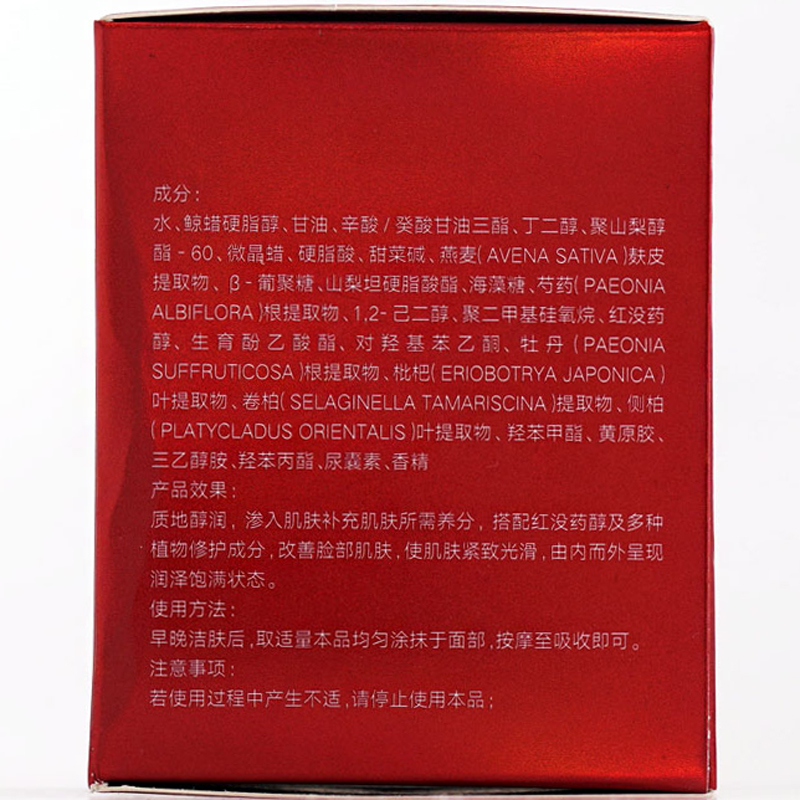 成分:
水、鲸蜡硬脂醇、甘油、辛酸/癸酸甘油三酯、丁二醇、聚山梨醇
酯-60、微晶蜡、硬脂酸、甜菜碱、燕麦(AVENA SATIVA)麸皮
提取物、β-葡聚糖、山梨坦硬脂酸酯、海藻糖、芍药(PAEONIA
ALBIFLORA)根提取物、1,2-己二醇、聚二甲基硅氧烷、红没药
醇、生育酚乙酸酯、对羟基苯乙酮、牡丹(PAEONIA
SUFFRUTICOSA)根提取物、枇杷(ERIOBOTRYA JAPONICA)
叶提取物、卷柏(SELAGINELLA TAMARISCINA)提取物、侧柏
(PLATYCLADUS ORIENTALIS)叶提取物、羟苯甲酯、黄原胶、
三乙醇胺、羟苯丙酯、尿囊素、香精
产品效果:
质地醇润,渗入肌肤补充肌肤所需养分,搭配红没药醇及多种
植物修护成分,改善脸部肌肤,使肌肤紧致光滑,由内而外呈现
润泽饱满状态。
使用方法:
早晚洁肤后,取适量本品均匀涂抹于面部,按摩至吸收即可。
注意事项:
若使用过程中产生不适,请停止使用本品;